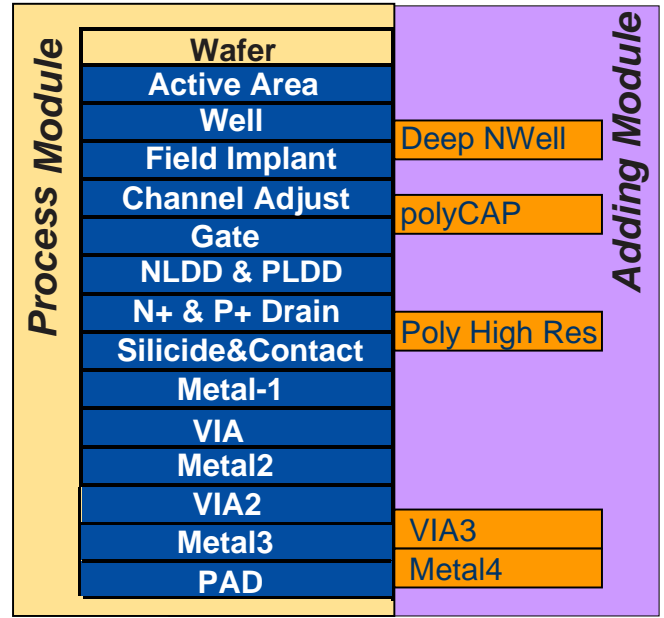 Process Module
Wafer
Active Area
Well
Field Implant
Channel Adjust
Gate
NLDD & PLDD
N+ & P+ Drain
Silicide&Contact
Metal-1
VIA
Metal2
VIA2
Metal3
PAD
Deep NWell
polyCAP
Poly High Res
VIA3
Metal4
Adding Module